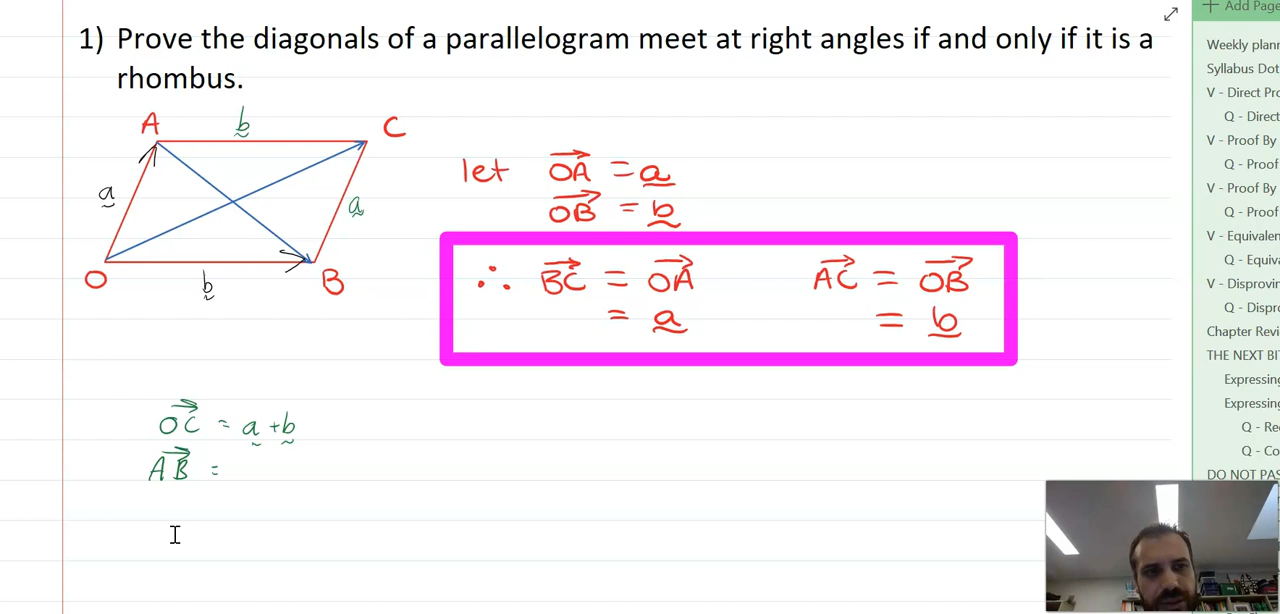 1) Prove the diagonals of a parallelogram meet at right angles if and only if it is a
rhombus.
A b C
a a
O b B
let OA = a
OB = b
∴ BC = OA AC = OB
= a = b
OC = a + b
AB =
Add Page
Weekly plann
Syllabus Dot
V - Direct Pro
Q - Direct
V - Proof By
Q - Proof
V - Proof By
Q - Proof
V - Equivalen
Q - Equiva
V - Disprovin
Q - Dispro
Chapter Revi
THE NEXT BI
Expressing
Expressing
Q - Re
Q - Co
DO NOT PAS